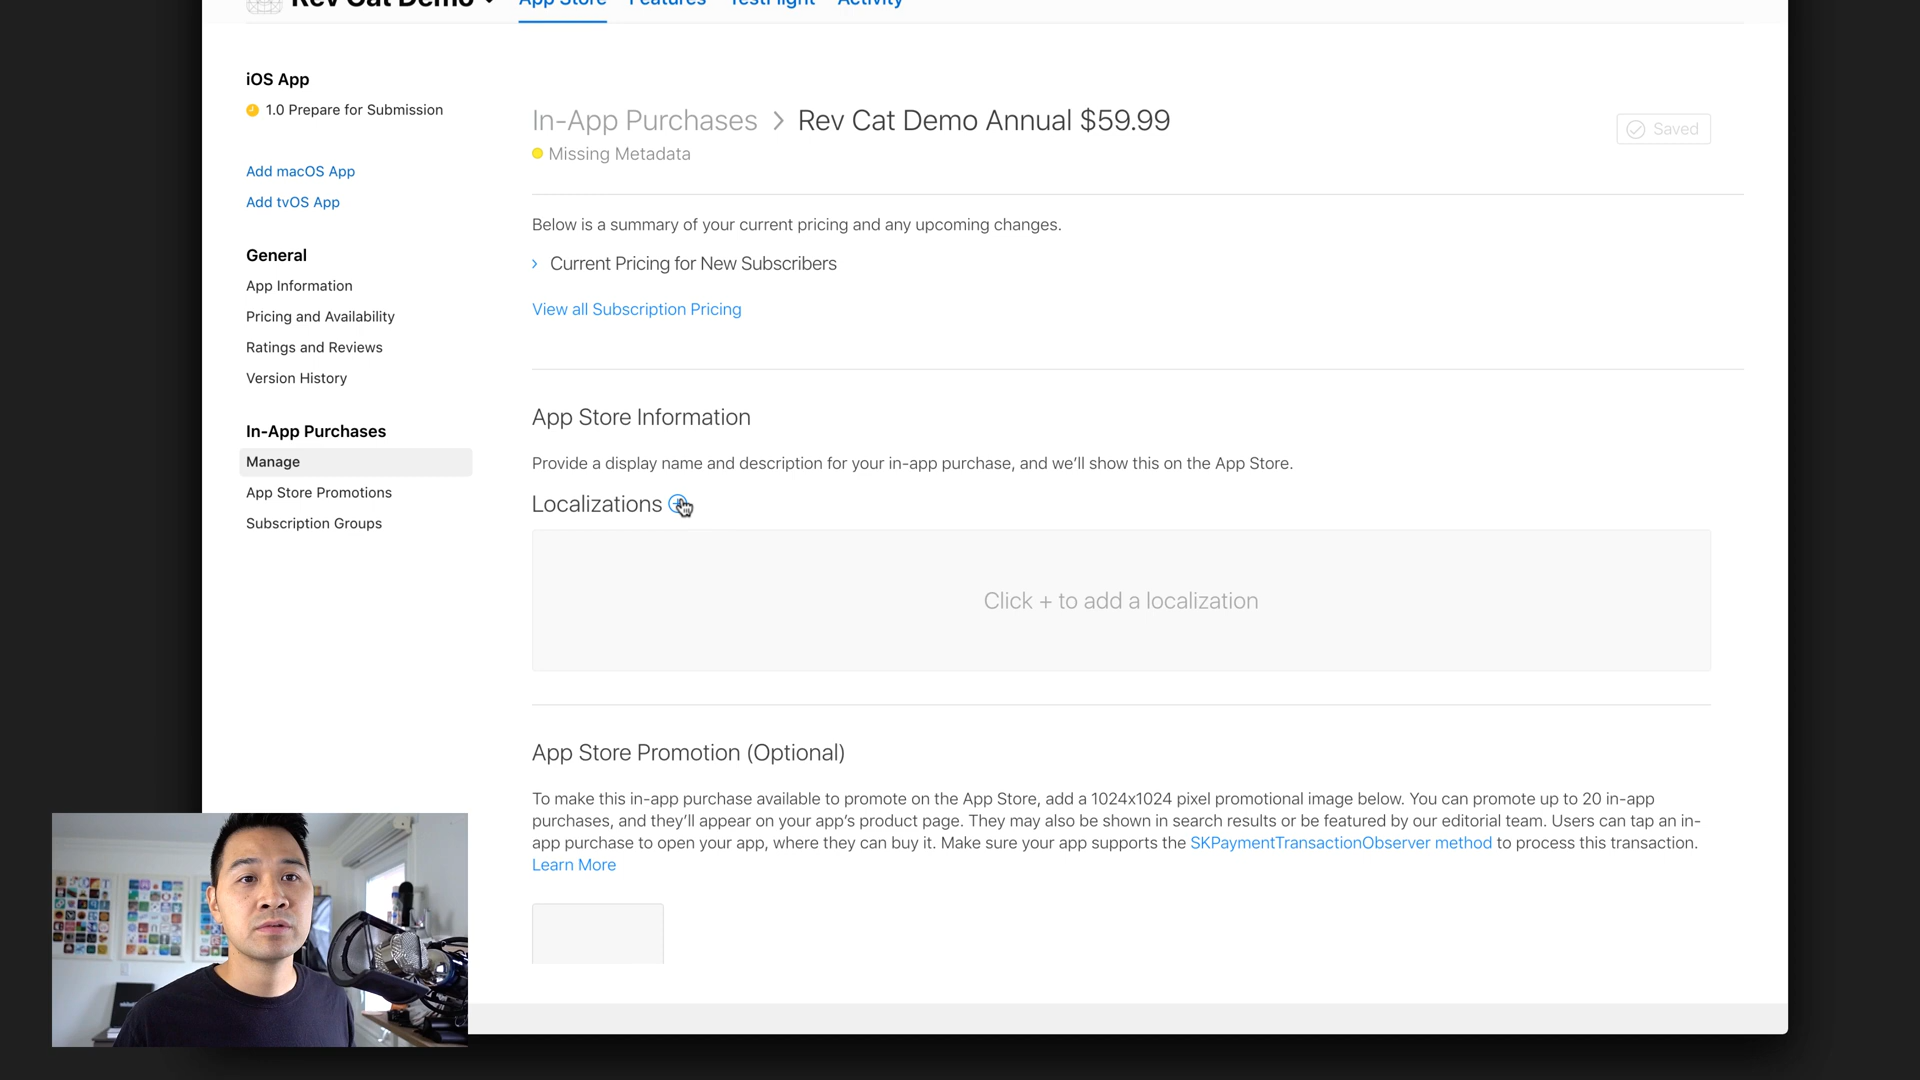 Rev Cat Demo
App Store Features TestFlight Activity
iOS App
1.0 Prepare for Submission
Add macOS App
Add tvOS App
General
App Information
Pricing and Availability
Ratings and Reviews
Version History
In-App Purchases
Manage
App Store Promotions
Subscription Groups
In-App Purchases > Rev Cat Demo Annual $59.99
Saved
Missing Metadata
Below is a summary of your current pricing and any upcoming changes.
Current Pricing for New Subscribers
View all Subscription Pricing
App Store Information
Provide a display name and description for your in-app purchase, and we'll show this on the App Store.
Localizations
Click + to add a localization
App Store Promotion (Optional)
To make this in-app purchase available to promote on the App Store, add a 1024x1024 pixel promotional image below. You can promote up to 20 in-app
purchases, and they'll appear on your app's product page. They may also be shown in search results or be featured by our editorial team. Users can tap an in-
app purchase to open your app, where they can buy it. Make sure your app supports the SKPaymentTransactionObserver method to process this transaction.
Learn More